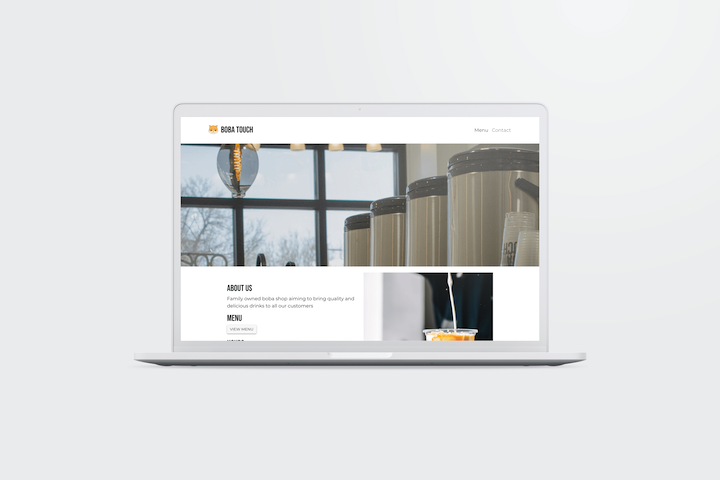 BOBA TOUCH
Menu Contact
ABOUT US
Family owned boba shop aiming to bring quality and
delicious drinks to all our customers
MENU
VIEW MENU